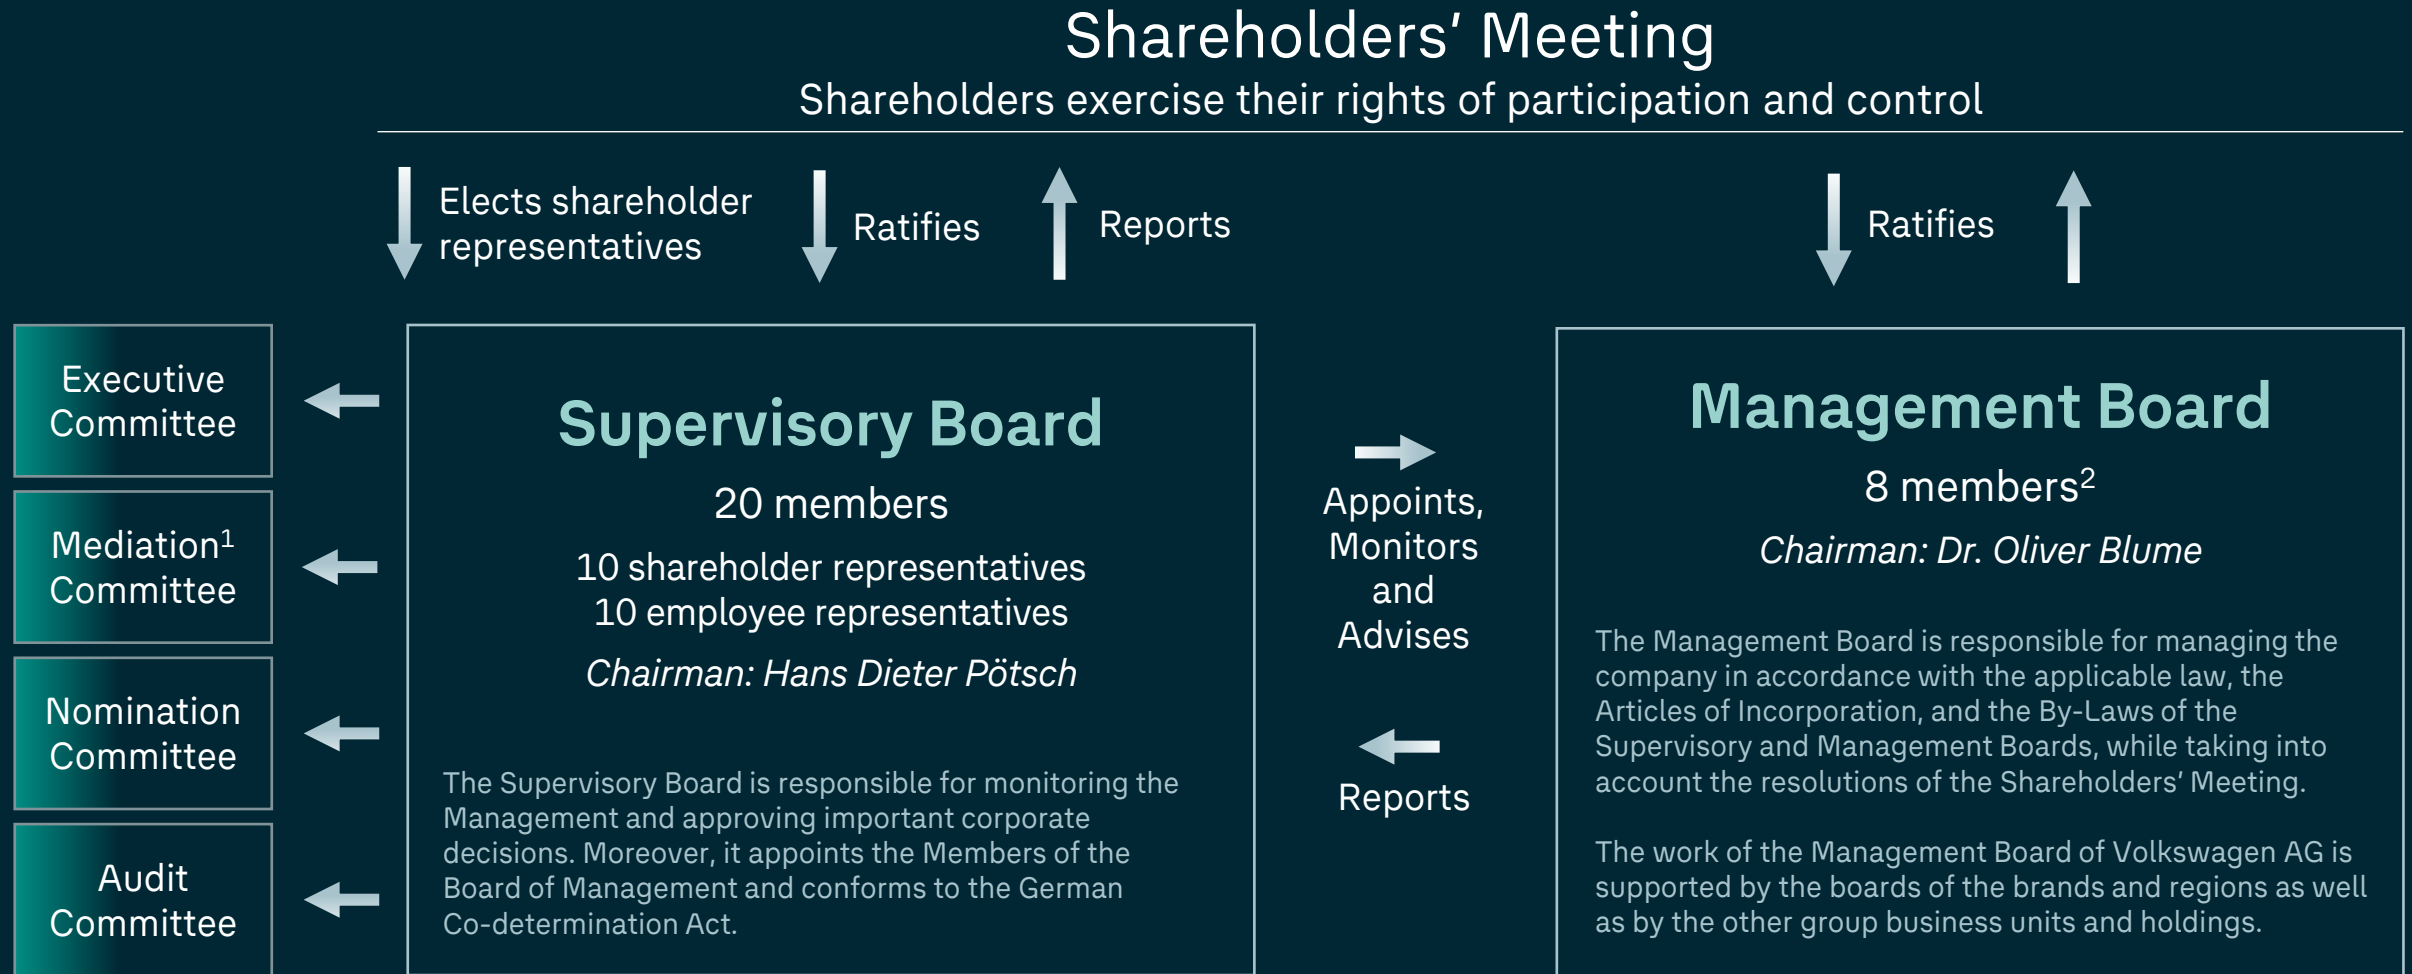 Shareholders’ Meeting
Shareholders exercise their rights of participation and control
Elects shareholder
representatives
Ratifies
Reports
Ratifies
Executive
Committee
Mediation¹
Committee
Nomination
Committee
Audit
Committee
Supervisory Board
20 members
10 shareholder representatives
10 employee representatives
Chairman: Hans Dieter Pötsch
The Supervisory Board is responsible for monitoring the
Management and approving important corporate
decisions. Moreover, it appoints the Members of the
Board of Management and conforms to the German
Co-determination Act.
Appoints,
Monitors
and
Advises
Reports
Management Board
8 members²
Chairman: Dr. Oliver Blume
The Management Board is responsible for managing the
company in accordance with the applicable law, the
Articles of Incorporation, and the By-Laws of the
Supervisory and Management Boards, while taking into
account the resolutions of the Shareholders’ Meeting.
The work of the Management Board of Volkswagen AG is
supported by the boards of the brands and regions as well
as by the other group business units and holdings.